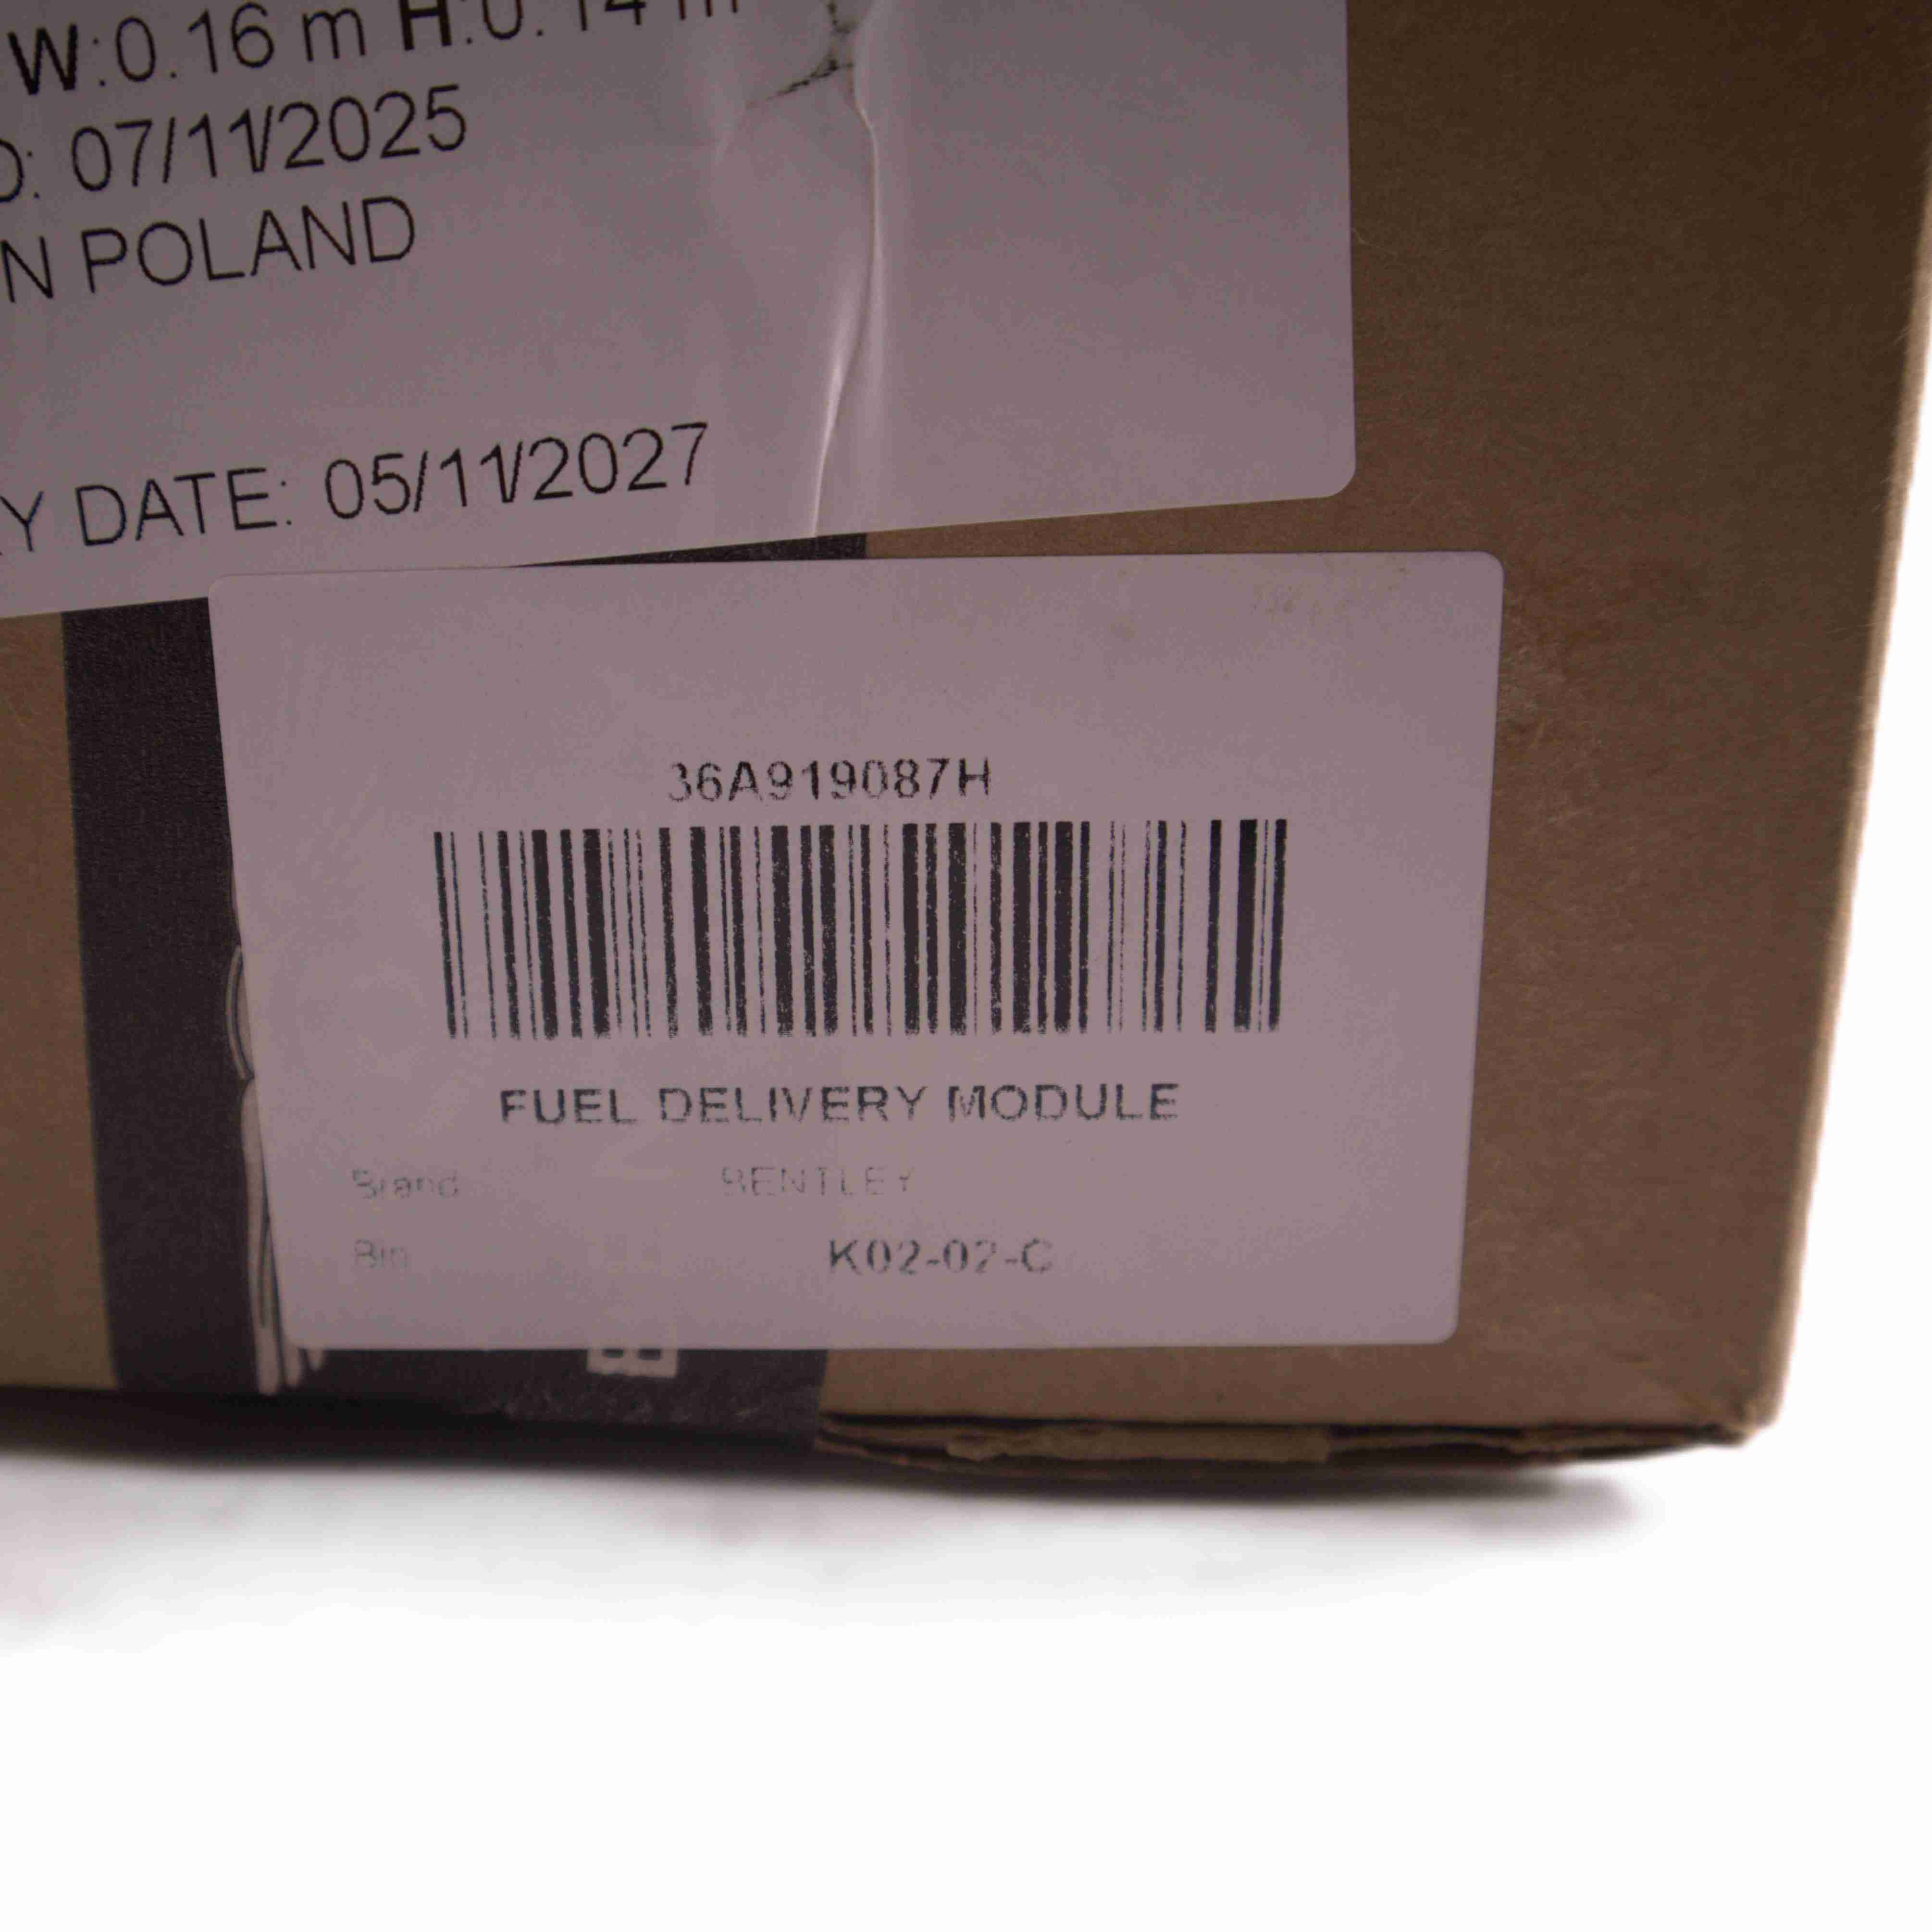 W:0.16 m H:0.14 m
D: 07/11/2025
N POLAND
Y DATE: 05/11/2027
36A919087H
FUEL DELIVERY MODULE
Brand BENTLEY
Bin K02-02-C
B